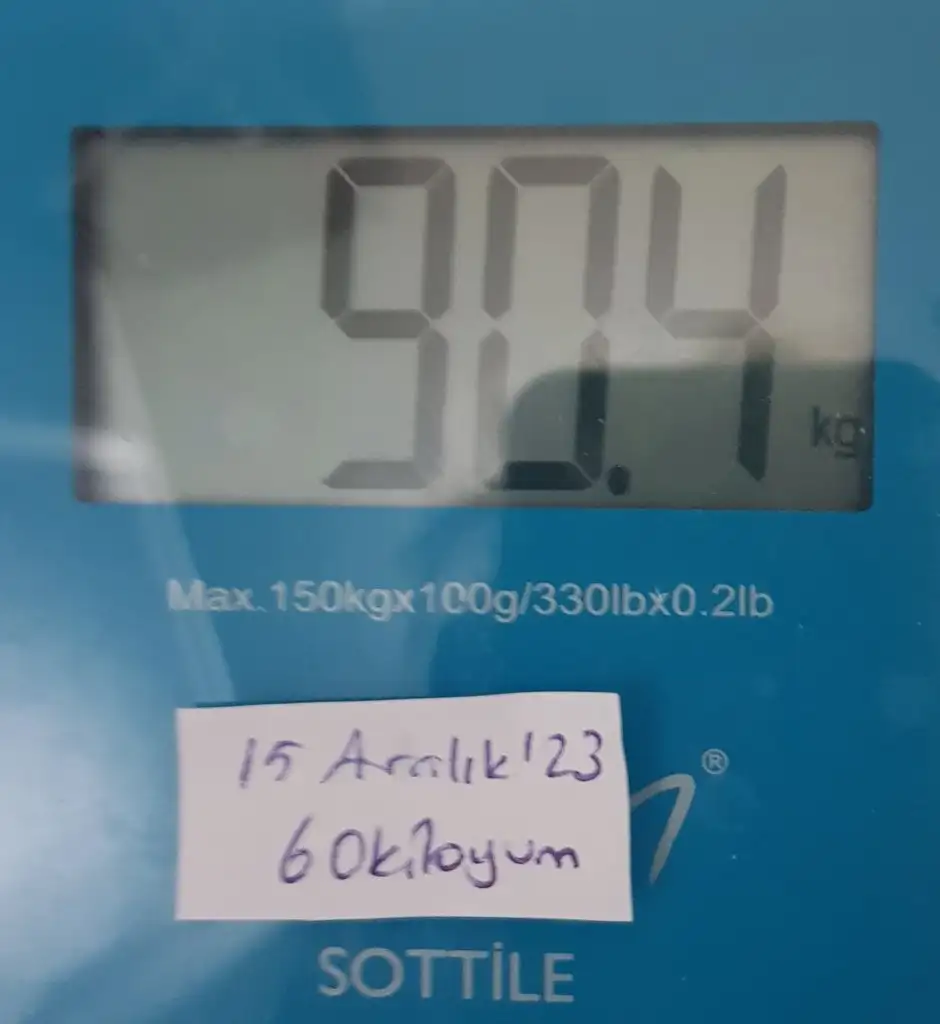 90.4 kg
Max.150kgx100g/330lbx0.2lb
15 Aralık '23
60kiloyum
®
SOTTİLE